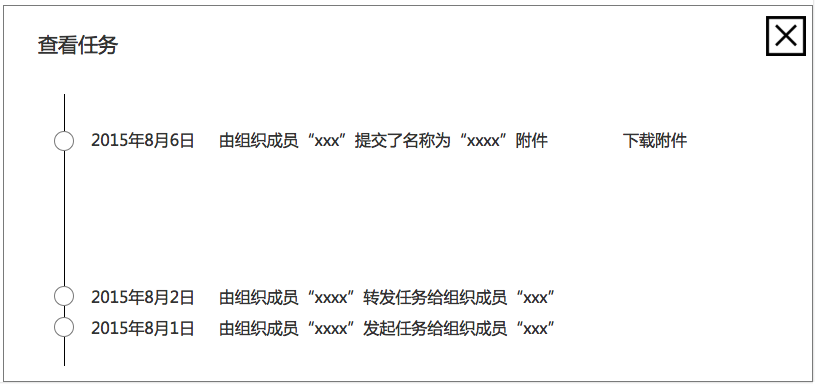 查看任务
2015年8月6日 由组织成员“xxx”提交了名称为“xxxx”附件 下载附件
2015年8月2日 由组织成员“xxxx”转发任务给组织成员“xxx”
2015年8月1日 由组织成员“xxxx”发起任务给组织成员“xxx”